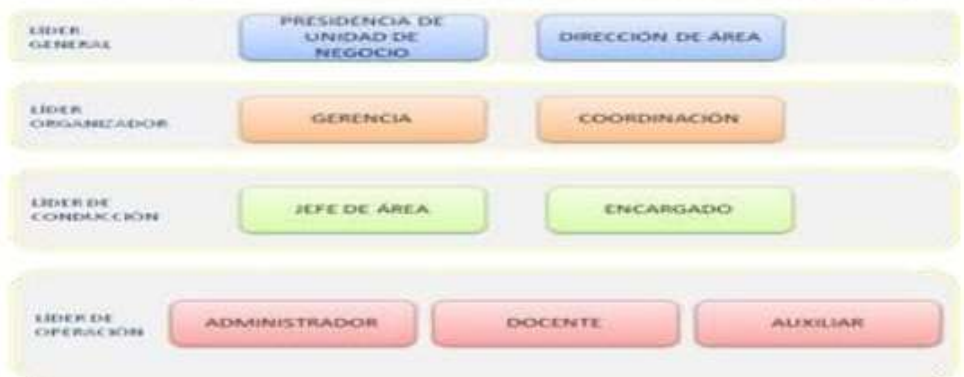 LÍDER
GENERAL
PRESIDENCIA DE
UNIDAD DE
NEGOCIO
DIRECCIÓN DE ÁREA
LÍDER
ORGANIZADOR
GERENCIA
COORDINACIÓN
LÍDER DE
CONDUCCIÓN
JEFE DE ÁREA
ENCARGADO
LÍDER DE
OPERACIÓN
ADMINISTRADOR
DOCENTE
AUXILIAR